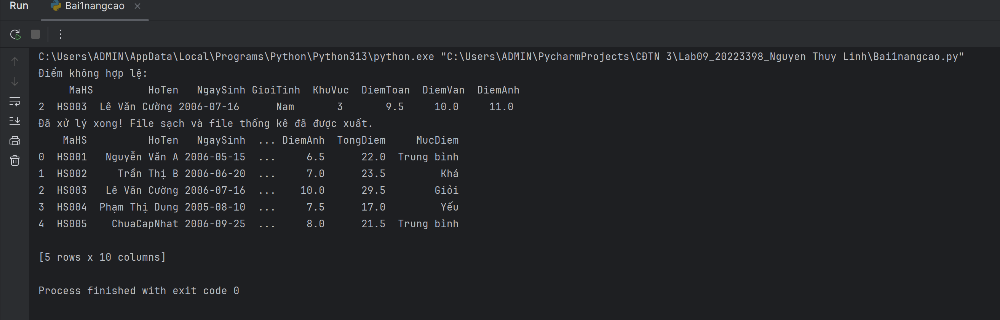 Run Bai1nangcao
C:\Users\ADMIN\AppData\Local\Programs\Python\Python313\python.exe "C:\Users\ADMIN\PycharmProjects\CĐTN 3\Lab09_20223398_Nguyen Thuy Linh\Bai1nangcao.py"
Điểm không hợp lệ:
MaHS HoTen NgaySinh GioiTinh KhuVuc DiemToan DiemVan DiemAnh
2 HS003 Lê Văn Cường 2006-07-16 Nam 3 9.5 10.0 11.0
Đã xử lý xong! File sạch và file thống kê đã được xuất.
MaHS HoTen NgaySinh ... DiemAnh TongDiem MucDiem
0 HS001 Nguyễn Văn A 2006-05-15 ... 6.5 22.0 Trung bình
1 HS002 Trần Thị B 2006-06-20 ... 7.0 23.5 Khá
2 HS003 Lê Văn Cường 2006-07-16 ... 10.0 29.5 Giỏi
3 HS004 Phạm Thị Dung 2005-08-10 ... 7.5 17.0 Yếu
4 HS005 ChuaCapNhat 2006-09-25 ... 8.0 21.5 Trung bình
[5 rows x 10 columns]
Process finished with exit code 0